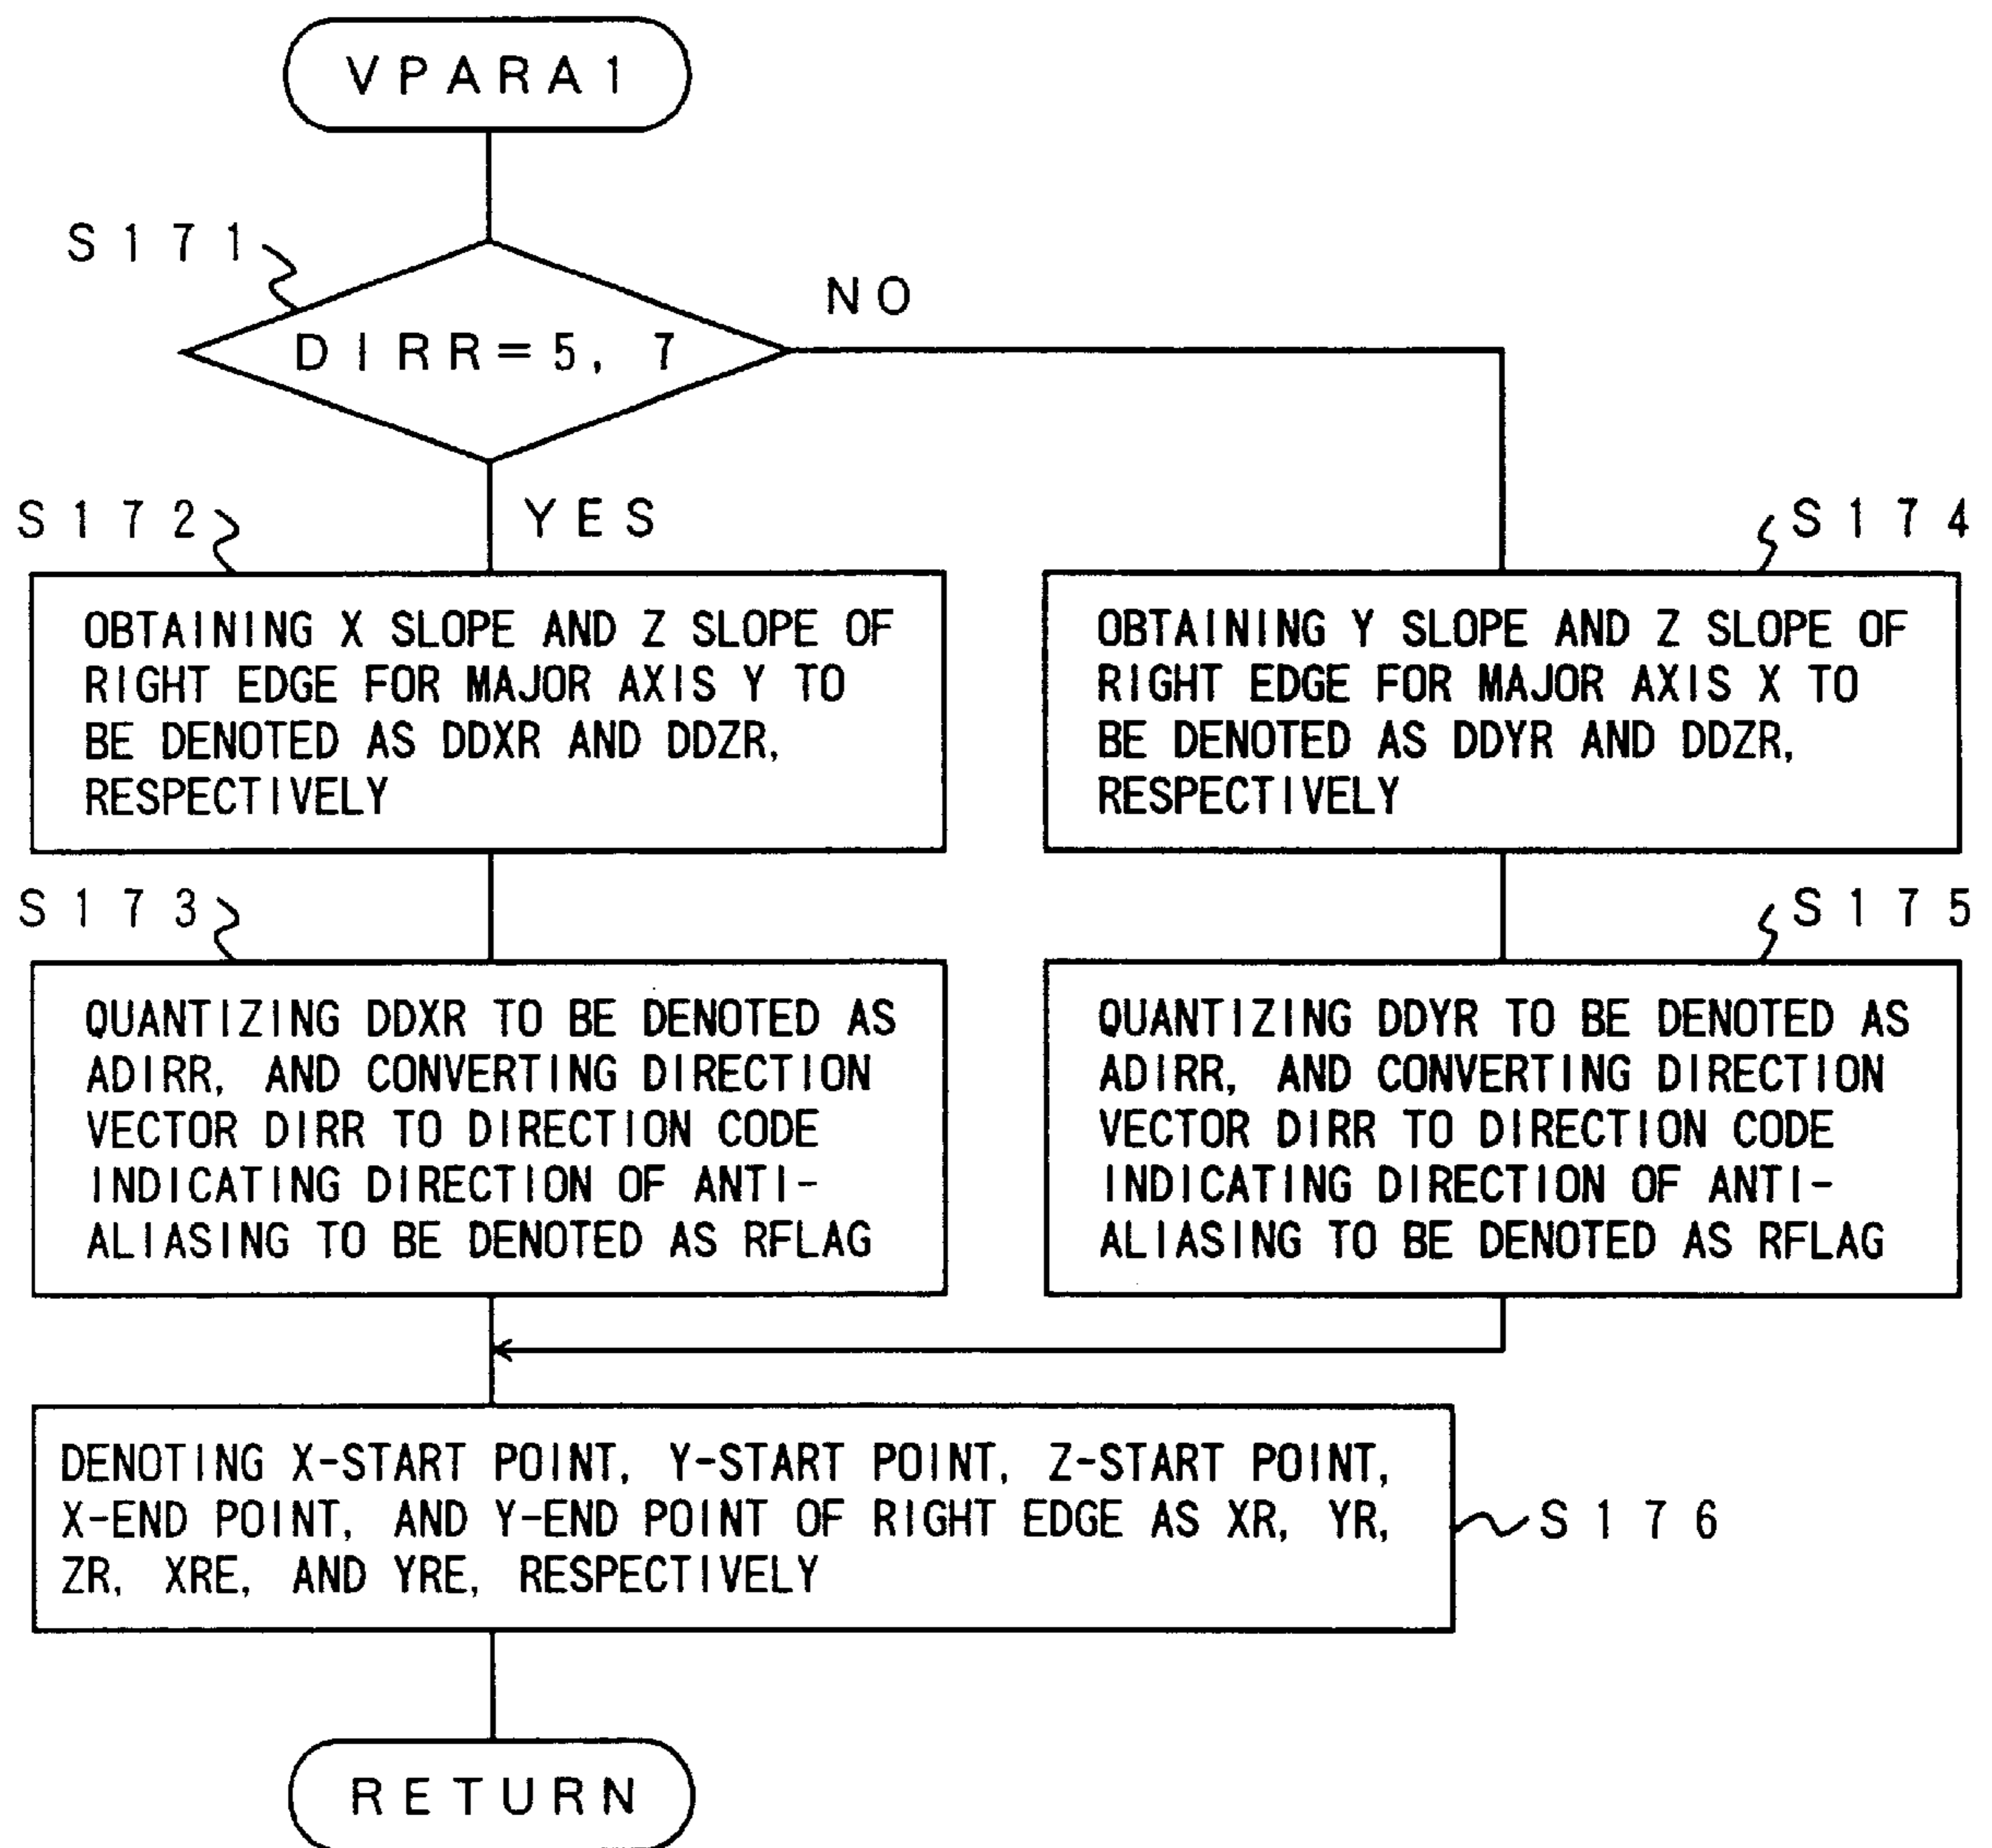 VPARA1
S171
DIRR=5, 7
NO
YES
S172
OBTAINING X SLOPE AND Z SLOPE OF
RIGHT EDGE FOR MAJOR AXIS Y TO
BE DENOTED AS DDXR AND DDZR,
RESPECTIVELY
S174
OBTAINING Y SLOPE AND Z SLOPE OF
RIGHT EDGE FOR MAJOR AXIS X TO
BE DENOTED AS DDYR AND DDZR,
RESPECTIVELY
S173
QUANTIZING DDXR TO BE DENOTED AS
ADIRR, AND CONVERTING DIRECTION
VECTOR DIRR TO DIRECTION CODE
INDICATING DIRECTION OF ANTI-
ALIASING TO BE DENOTED AS RFLAG
S175
QUANTIZING DDYR TO BE DENOTED AS
ADIRR, AND CONVERTING DIRECTION
VECTOR DIRR TO DIRECTION CODE
INDICATING DIRECTION OF ANTI-
ALIASING TO BE DENOTED AS RFLAG
DENOTING X-START POINT, Y-START POINT, Z-START POINT,
X-END POINT, AND Y-END POINT OF RIGHT EDGE AS XR, YR,
ZR, XRE, AND YRE, RESPECTIVELY
S176
RETURN